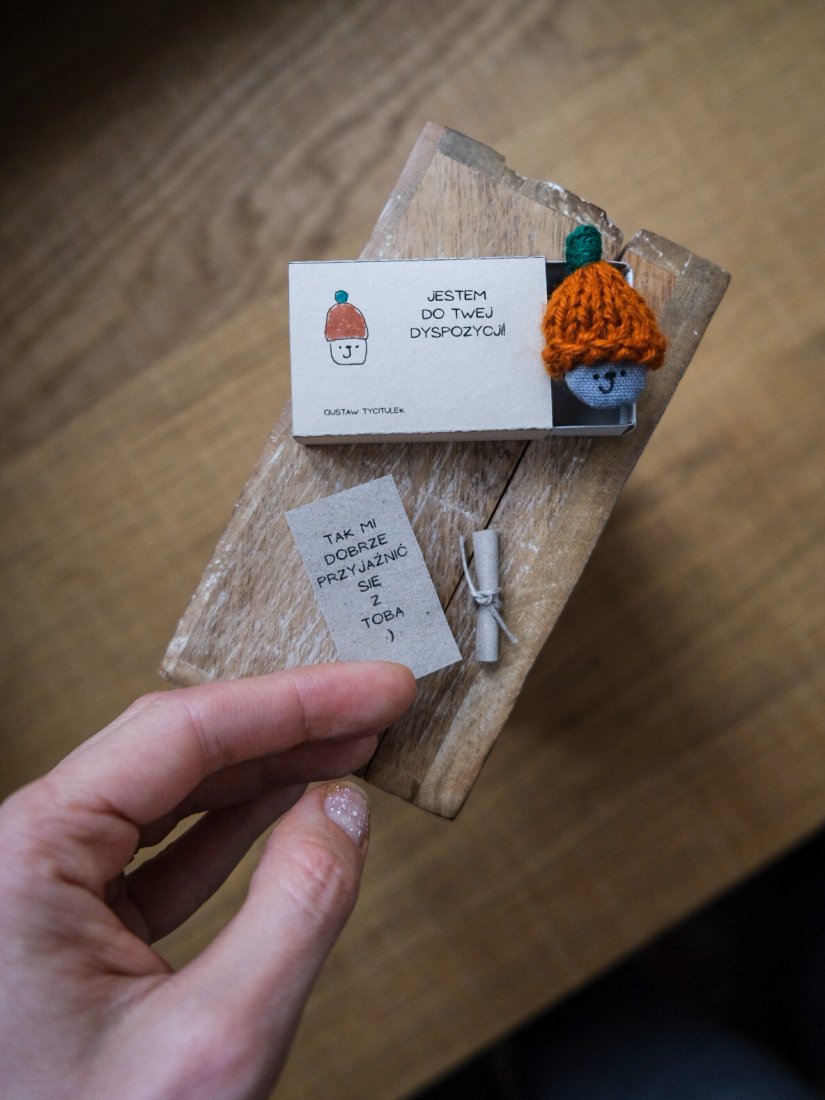 JESTEM
DO TWEJ
DYSPOZYCJI!
GUSTAW TYCITULEK
TAK MI
DOBRZE
PRZYJAŹNIĆ
SIĘ
Z
TOBĄ
:)